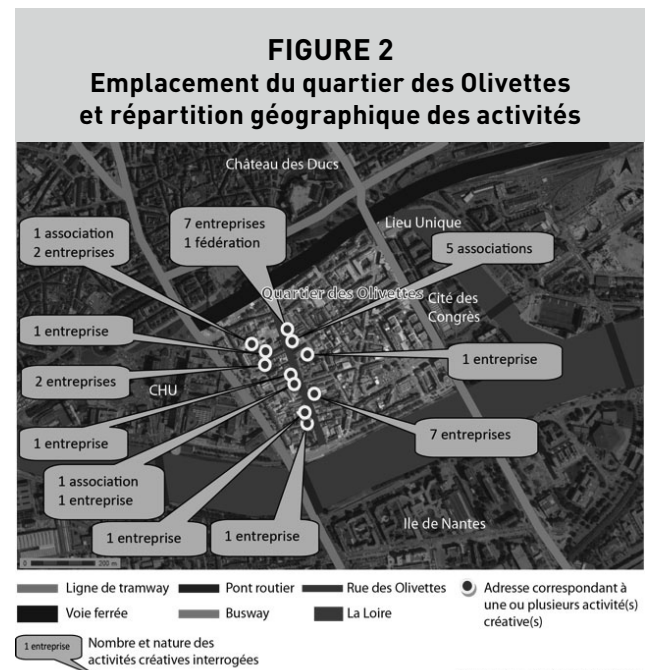 FIGURE 2
Emplacement du quartier des Olivettes
et répartition géographique des activités
Château des Ducs
7 entreprises
1 fédération
Lieu Unique
1 association
2 entreprises
5 associations
Quartier des Olivettes
Cité des
Congrès
1 entreprise
1 entreprise
2 entreprises
CHU
7 entreprises
1 entreprise
1 association
1 entreprise
1 entreprise
1 entreprise
Ile de Nantes
0 200 m
Ligne de tramway
Pont routier
Rue des Olivettes
Adresse correspondant à
une ou plusieurs activité(s)
créative(s)
Voie ferrée
Busway
La Loire
1 entreprise
Nombre et nature des
activités créatives interrogées